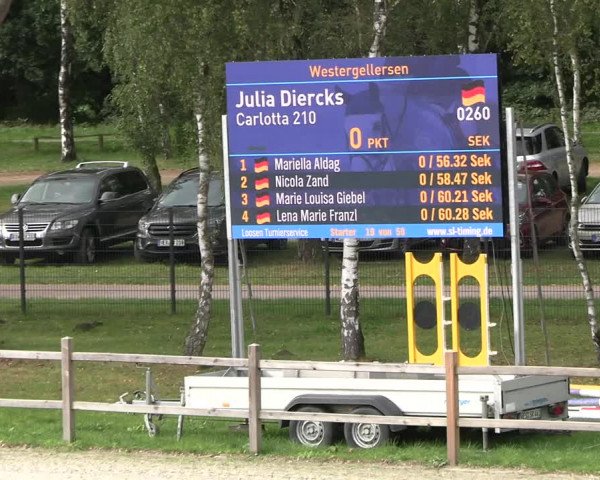 Westergellersen
Julia Diercks
Carlotta 210
0260
0 PKT SEK
1 Mariella Aldag 0 / 56.32 Sek
2 Nicola Zand 0 / 58.47 Sek
3 Marie Louisa Giebel 0 / 60.21 Sek
4 Lena Marie Franzl 0 / 60.28 Sek
Loosen Turnierservice Starter 19 von 50 www.sl-timing.de